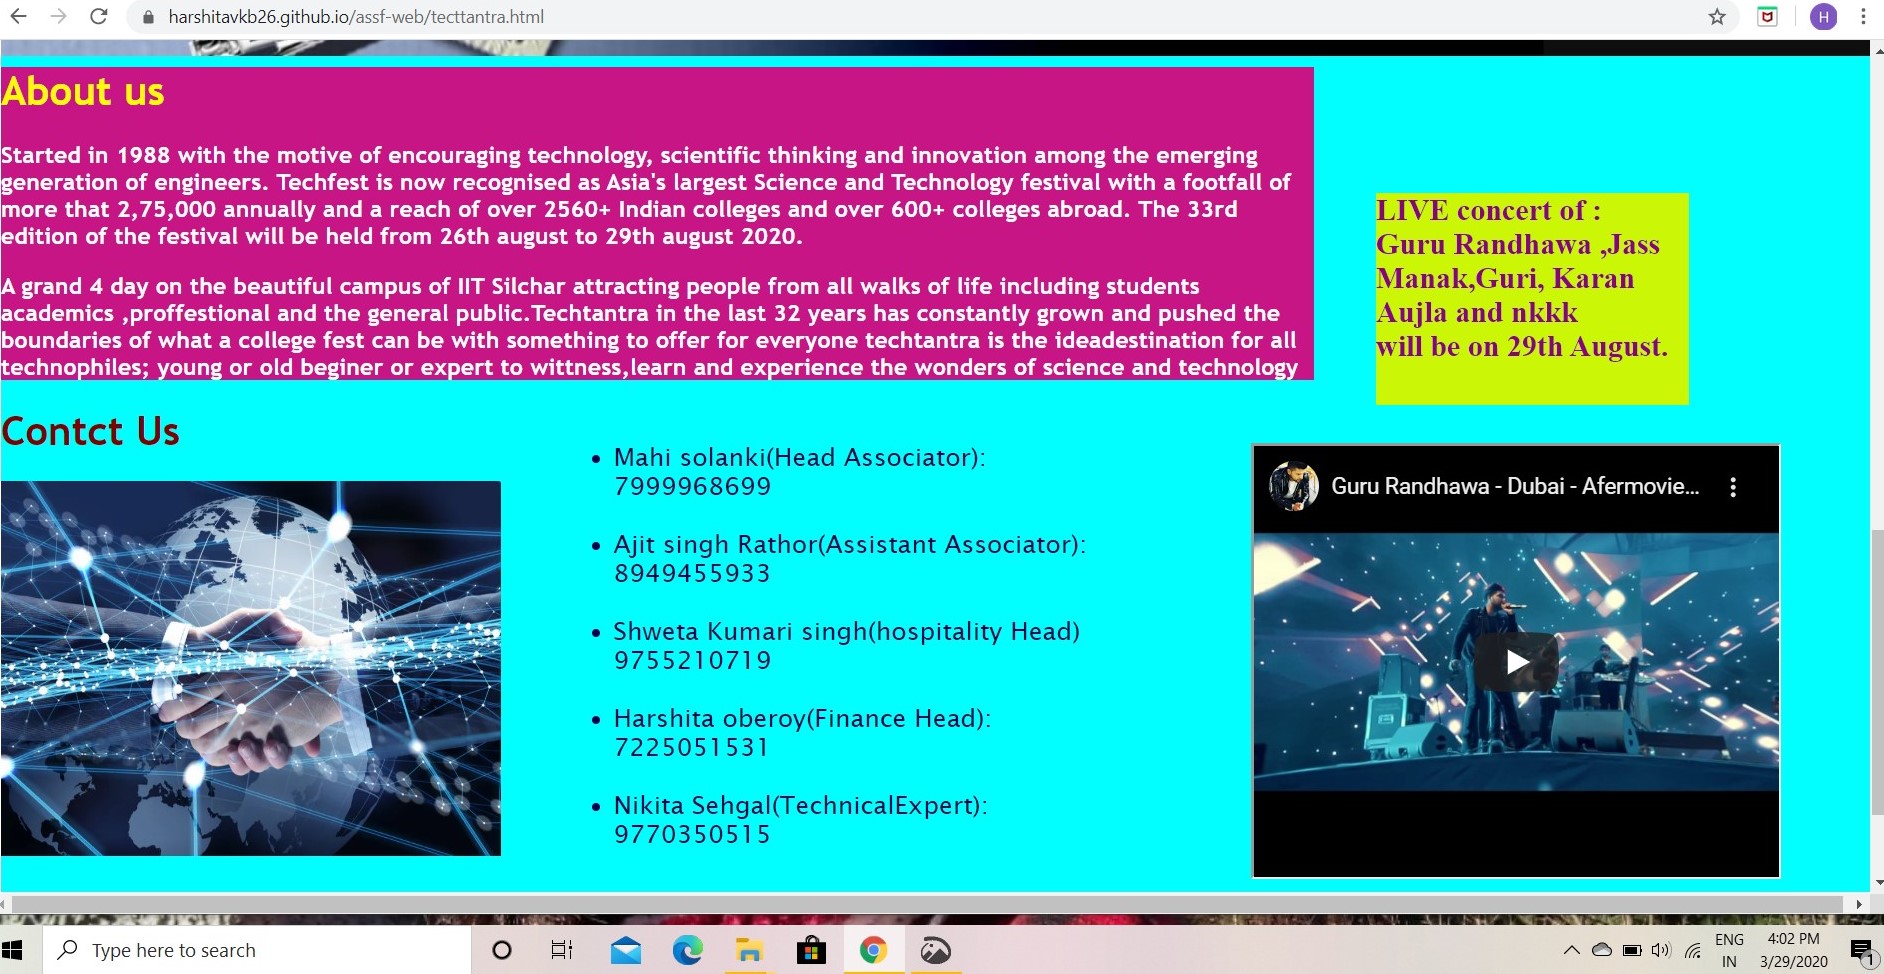 harshitavkb26.github.io/assf-web/tecttantra.html
H
About us
Started in 1988 with the motive of encouraging technology, scientific thinking and innovation among the emerging
generation of engineers. Techfest is now recognised as Asia's largest Science and Technology festival with a footfall of
more that 2,75,000 annually and a reach of over 2560+ Indian colleges and over 600+ colleges abroad. The 33rd
edition of the festival will be held from 26th august to 29th august 2020.
A grand 4 day on the beautiful campus of IIT Silchar attracting people from all walks of life including students
academics ,proffestional and the general public.Techtantra in the last 32 years has constantly grown and pushed the
boundaries of what a college fest can be with something to offer for everyone techtantra is the ideadestination for all
technophiles; young or old beginer or expert to wittness,learn and experience the wonders of science and technology
LIVE concert of :
Guru Randhawa ,Jass
Manak,Guri, Karan
Aujla and nkkk
will be on 29th August.
Contct Us
Mahi solanki(Head Associator):
7999968699
Ajit singh Rathor(Assistant Associator):
8949455933
Shweta Kumari singh(hospitality Head)
9755210719
Harshita oberoy(Finance Head):
7225051531
Nikita Sehgal(TechnicalExpert):
9770350515
Guru Randhawa - Dubai - Afermovie...
Type here to search
ENG
IN
4:02 PM
3/29/2020
1